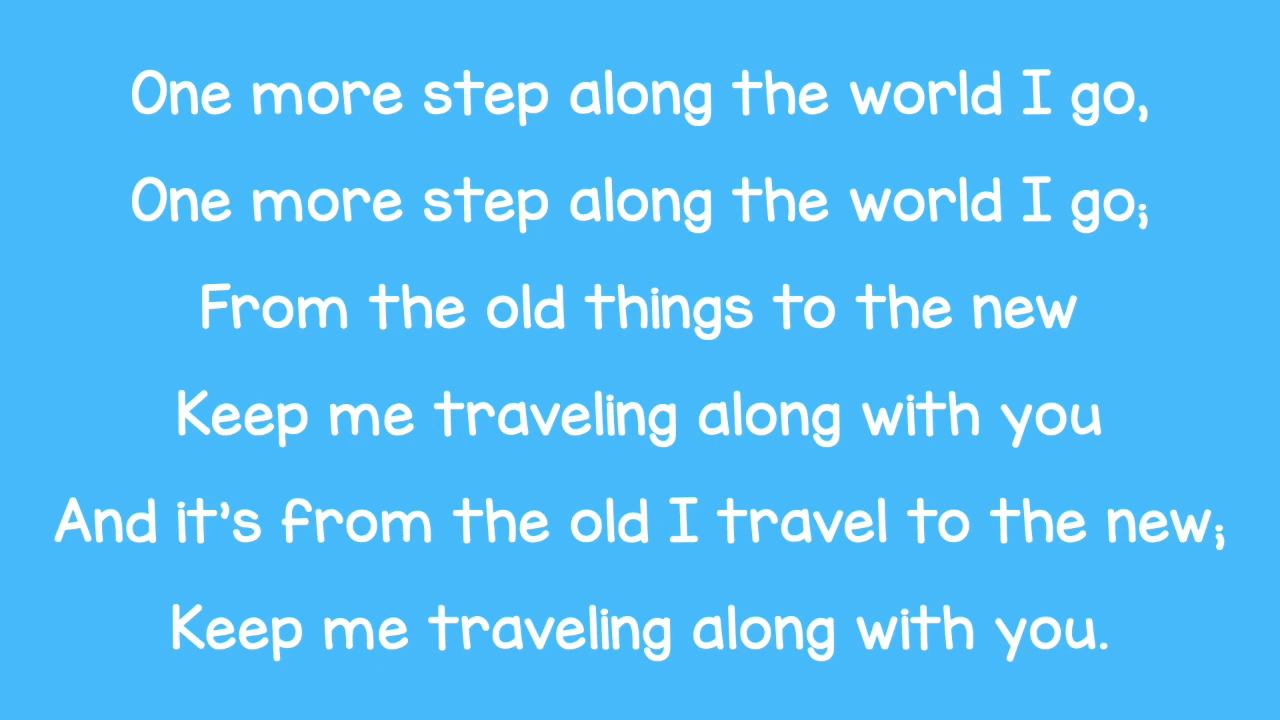 One more step along the world I go,
One more step along the world I go;
From the old things to the new
Keep me traveling along with you
And it's from the old I travel to the new;
Keep me traveling along with you.